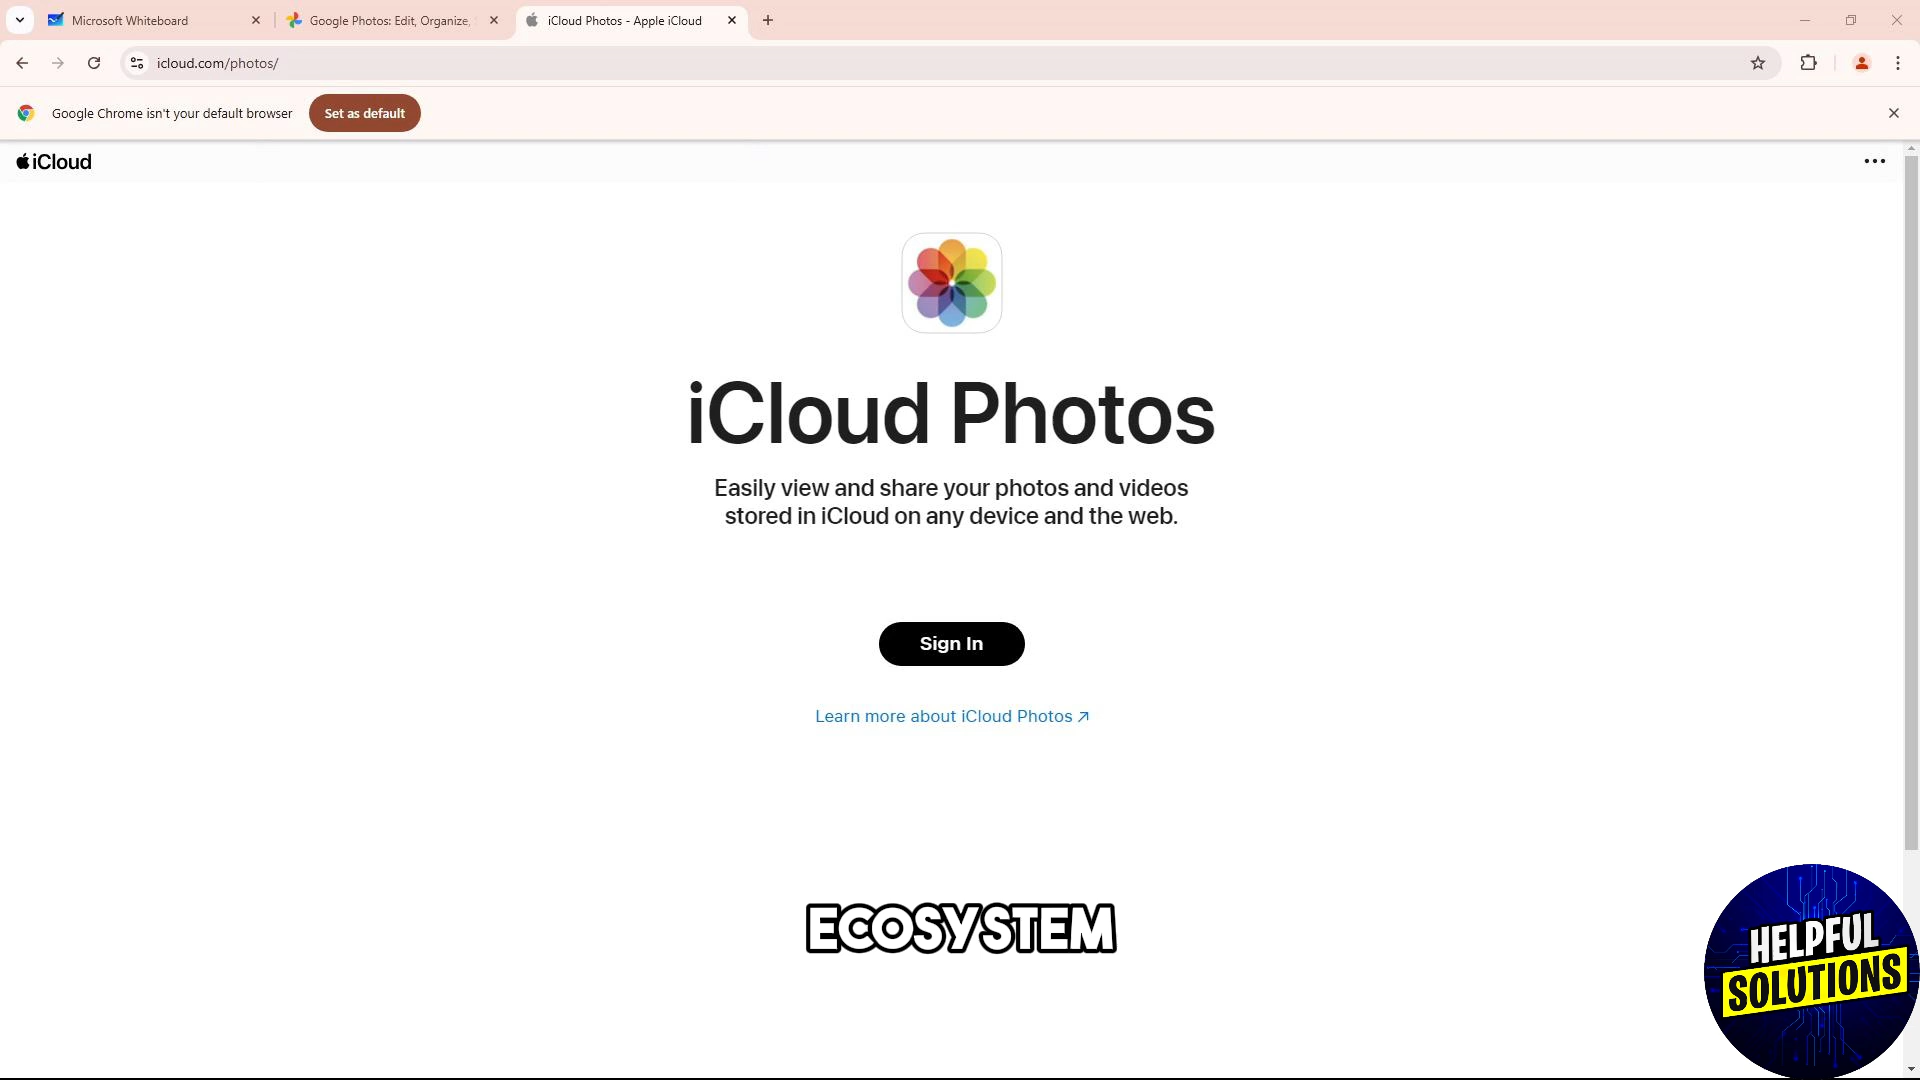 Microsoft Whiteboard
Google Photos: Edit, Organize,
iCloud Photos - Apple iCloud
icloud.com/photos/
Google Chrome isn't your default browser
Set as default
iCloud
iCloud Photos
Easily view and share your photos and videos
stored in iCloud on any device and the web.
Sign In
Learn more about iCloud Photos ↗
ECOSYSTEM
HELPFUL
SOLUTIONS